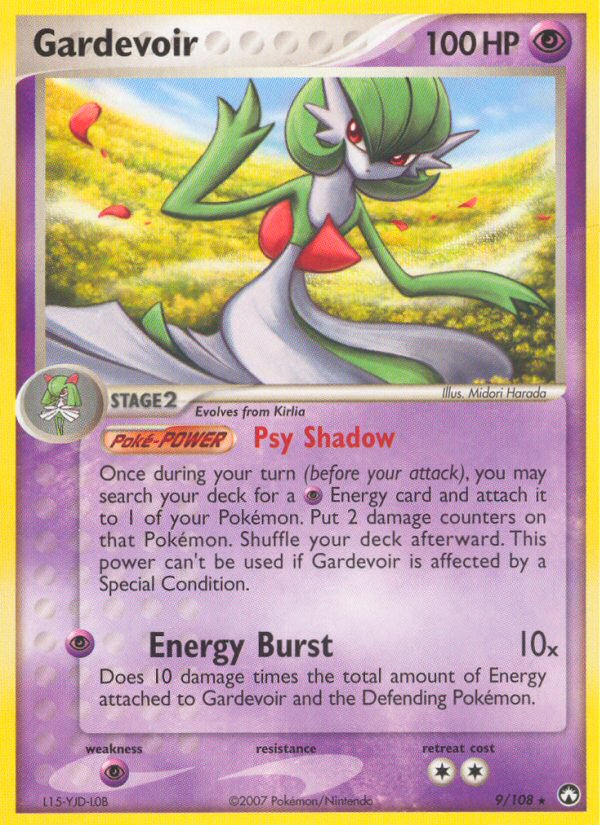 Gardevoir 100 HP
Illus. Midori Harada
STAGE 2
Evolves from Kirlia
Poké-POWER Psy Shadow
Once during your turn (before your attack), you may
search your deck for a Energy card and attach it
to 1 of your Pokémon. Put 2 damage counters on
that Pokémon. Shuffle your deck afterward. This
power can't be used if Gardevoir is affected by a
Special Condition.
Energy Burst 10x
Does 10 damage times the total amount of Energy
attached to Gardevoir and the Defending Pokémon.
weakness resistance retreat cost
L15-YJD-L0B ©2007 Pokémon/Nintendo 9/108 ★